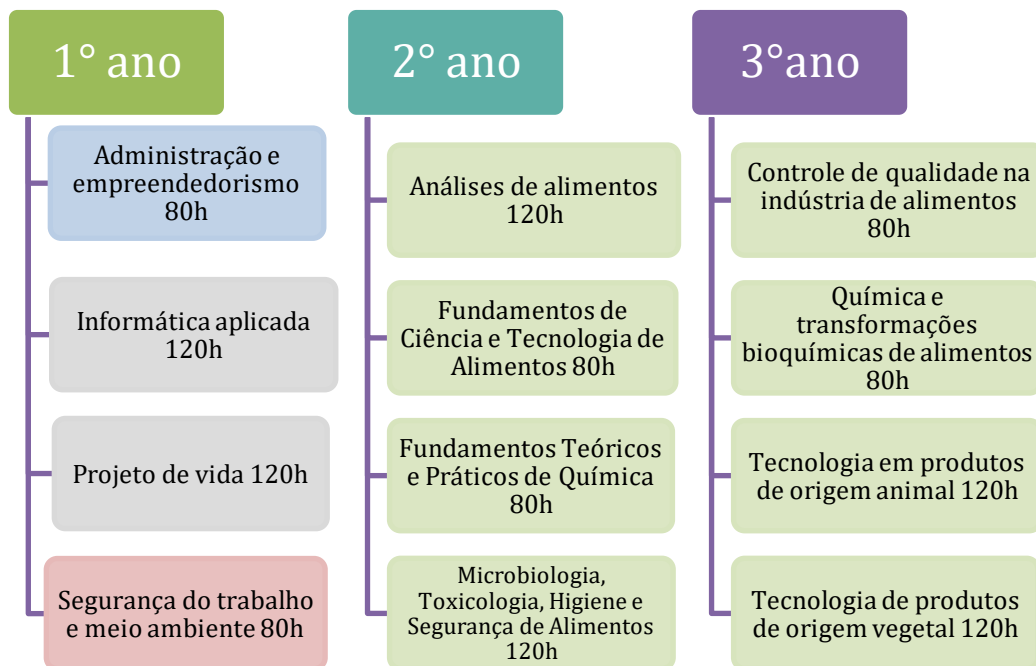 1° ano
Administração e
empreendedorismo
80h
Informática aplicada
120h
Projeto de vida 120h
Segurança do trabalho
e meio ambiente 80h
2° ano
Análises de alimentos
120h
Fundamentos de
Ciência e Tecnologia de
Alimentos 80h
Fundamentos Teóricos
e Práticos de Química
80h
Microbiologia,
Toxicologia, Higiene e
Segurança de Alimentos
120h
3°ano
Controle de qualidade na
indústria de alimentos
80h
Química e
transformações
bioquímicas de alimentos
80h
Tecnologia em produtos
de origem animal 120h
Tecnologia de produtos
de origem vegetal 120h